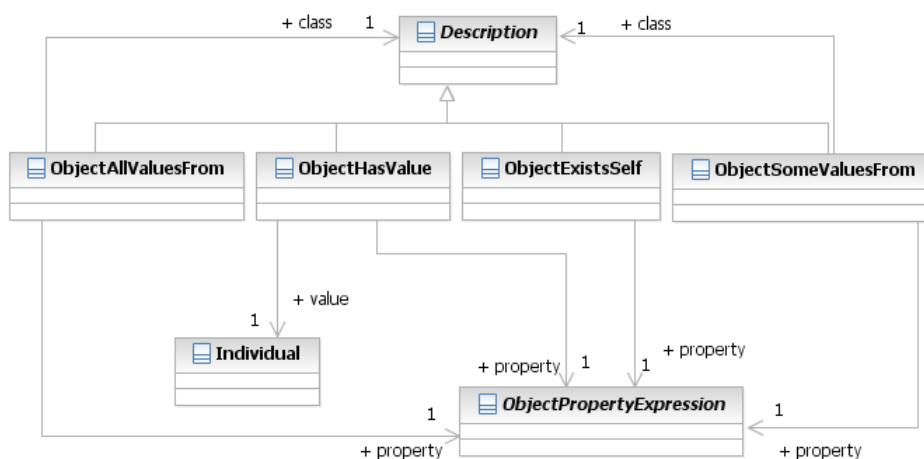 + class 1 Description 1 + class
ObjectAllValuesFrom ObjectHasValue ObjectExistsSelf ObjectSomeValuesFrom
+ value
1
Individual
+ property 1 + property
1
ObjectPropertyExpression
1 1
+ property + property